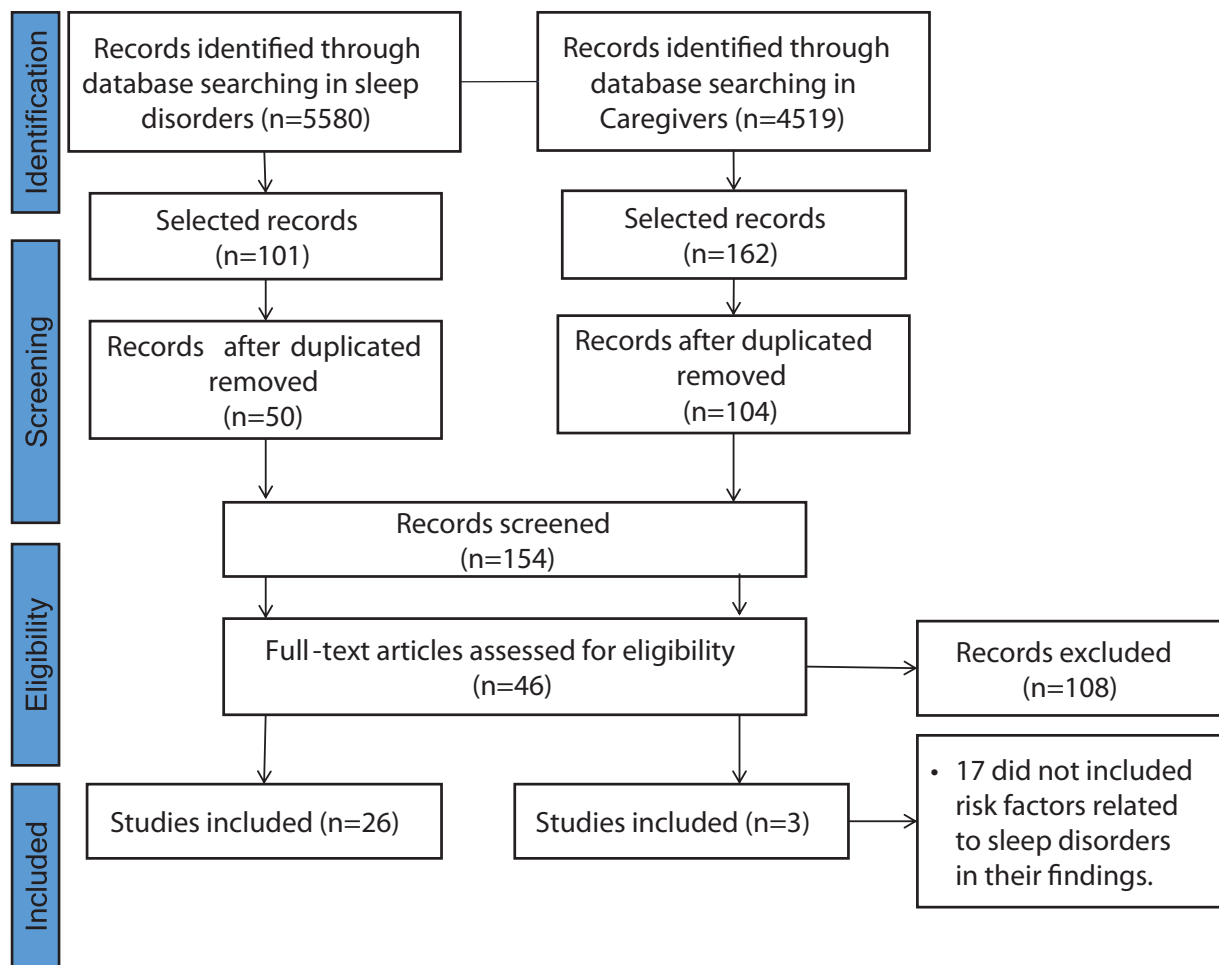 Identification
Records identified through
database searching in sleep
disorders (n=5580)
Records identified through
database searching in
Caregivers (n=4519)
Selected records
(n=101)
Selected records
(n=162)
Screening
Records after duplicated
removed
(n=50)
Records after duplicated
removed
(n=104)
Records screened
(n=154)
Eligibility
Full-text articles assessed for eligibility
(n=46)
Records excluded
(n=108)
Included
Studies included (n=26)
Studies included (n=3)
• 17 did not included
risk factors related
to sleep disorders
in their findings.